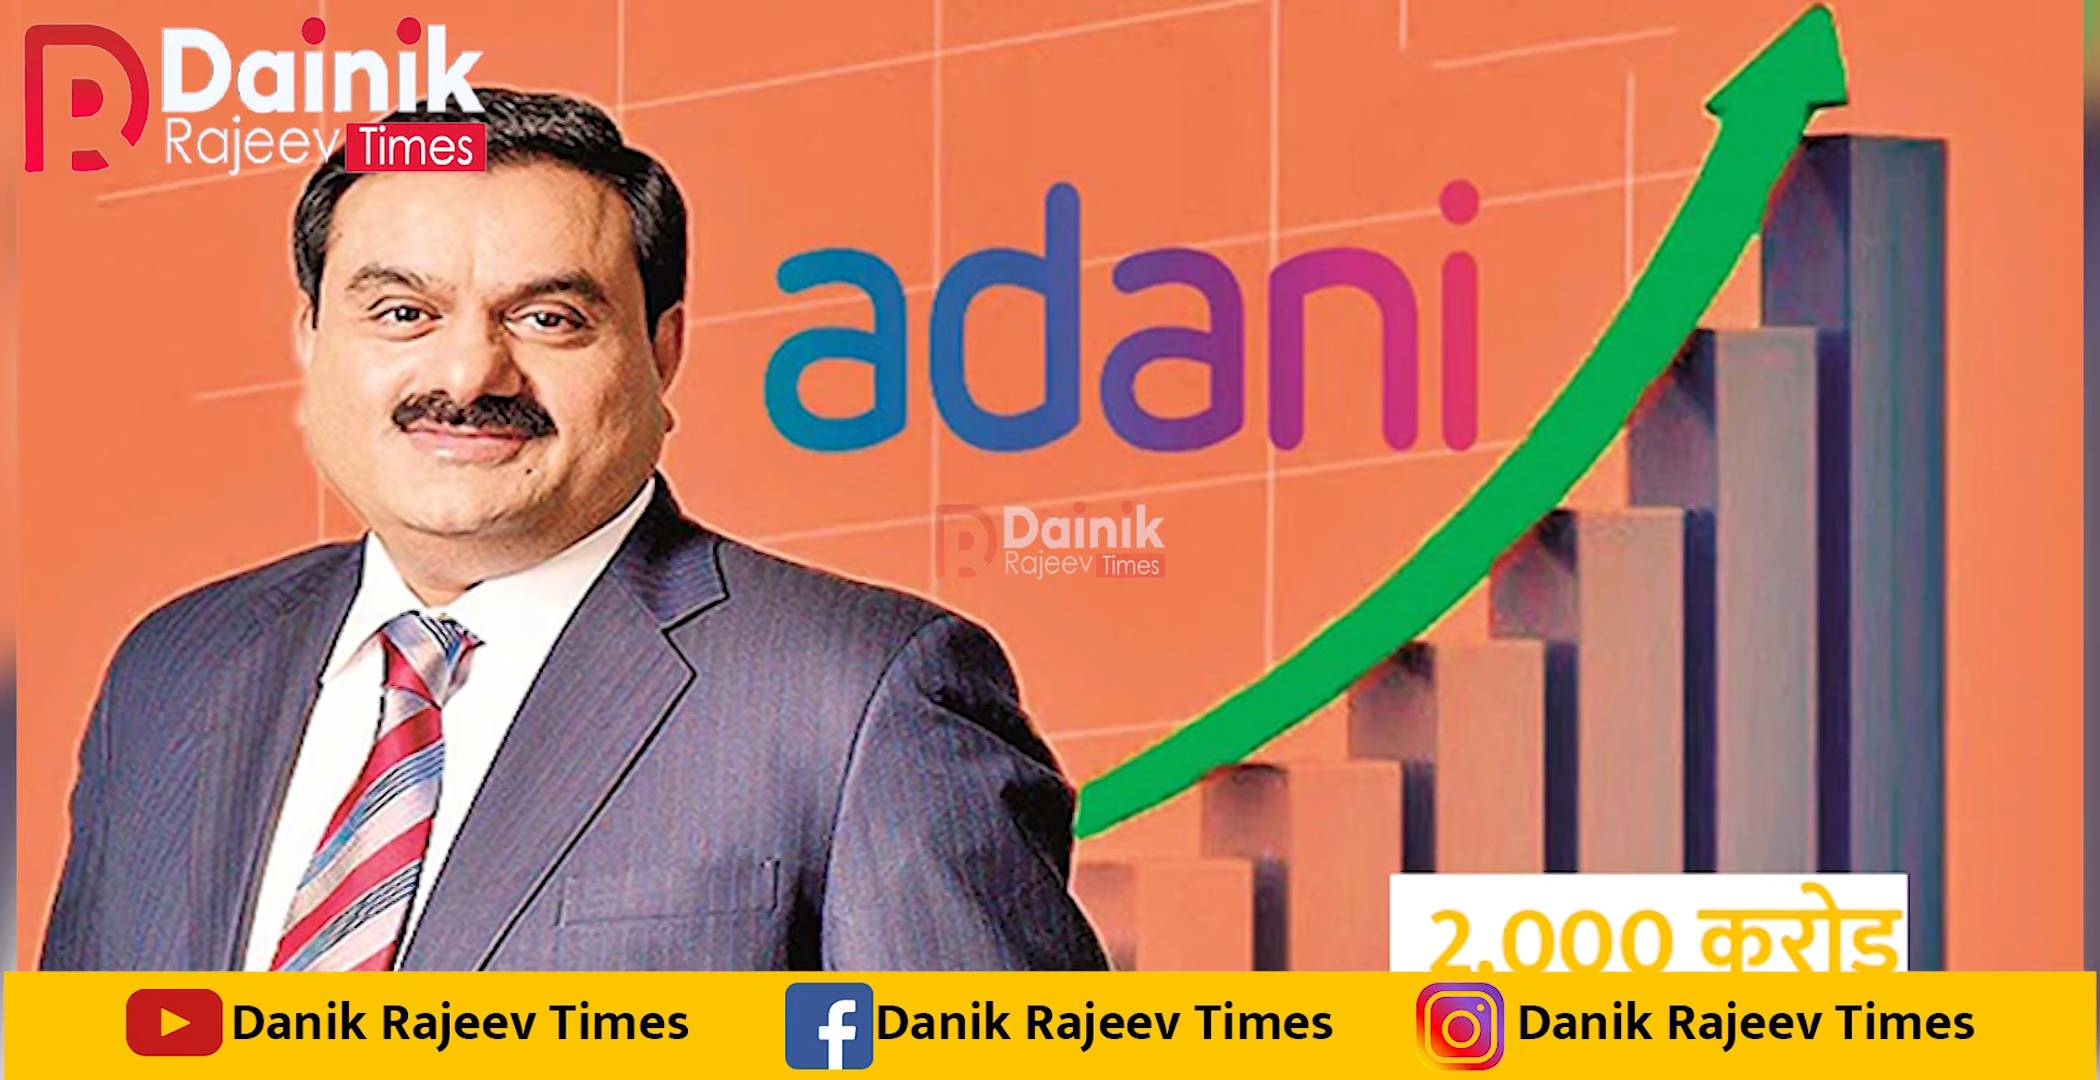 Dainik
Rajeev Times
adani
Dainik
Rajeev Times
2,000 करोड़
Danik Rajeev Times
Danik Rajeev Times
Danik Rajeev Times